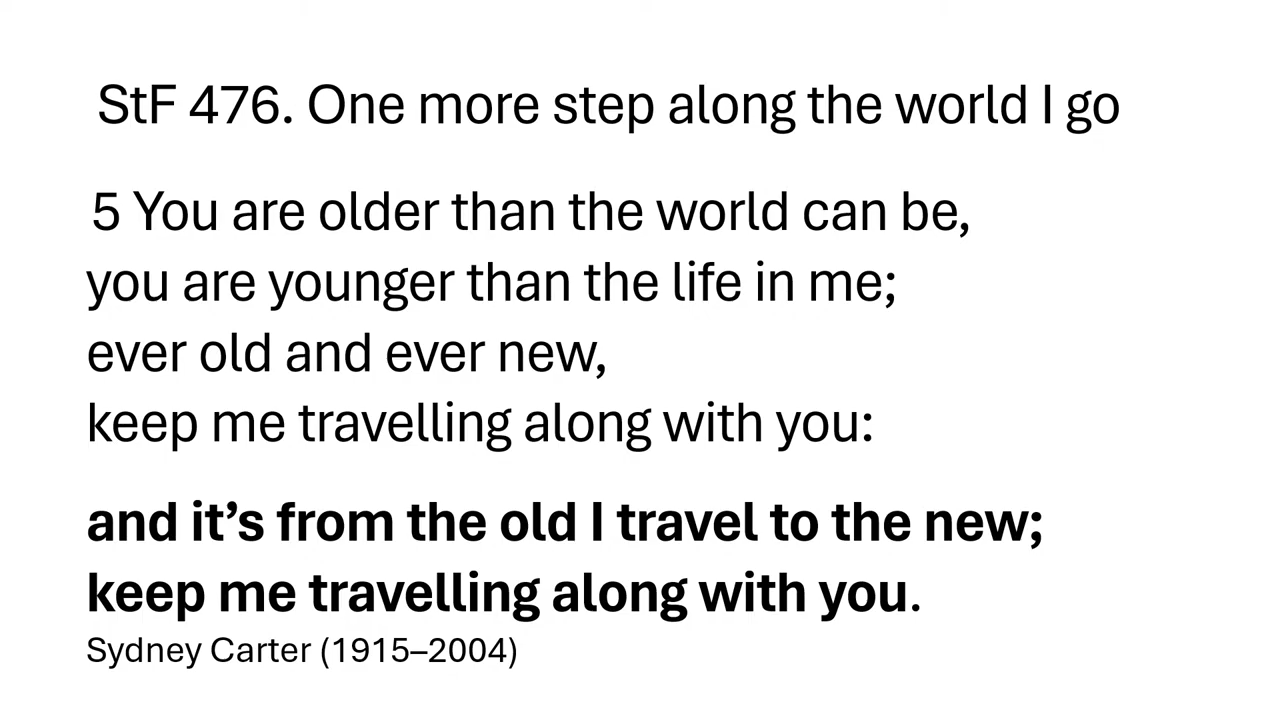 StF 476. One more step along the world I go
5 You are older than the world can be,
you are younger than the life in me;
ever old and ever new,
keep me travelling along with you:
and it’s from the old I travel to the new;
keep me travelling along with you.
Sydney Carter (1915–2004)